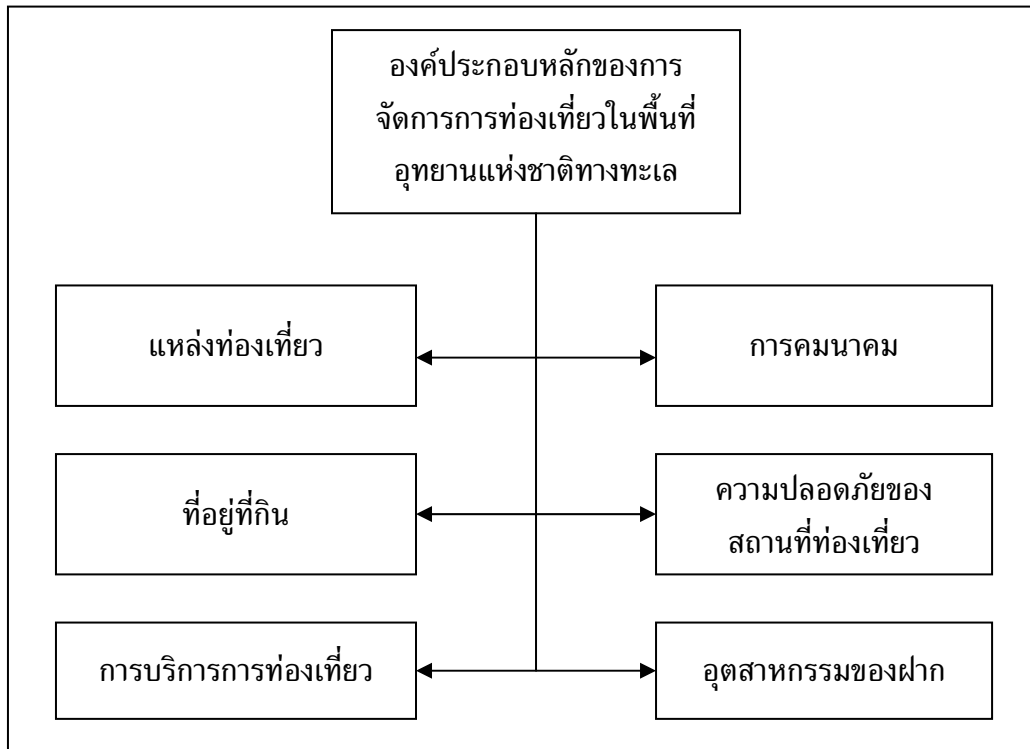 องค์ประกอบหลักของการ
จัดการการท่องเที่ยวในพื้นที่
อุทยานแห่งชาติทางทะเล
แหล่งท่องเที่ยว
การคมนาคม
ที่อยู่ที่กิน
ความปลอดภัยของ
สถานที่ท่องเที่ยว
การบริการการท่องเที่ยว
อุตสาหกรรมของฝาก